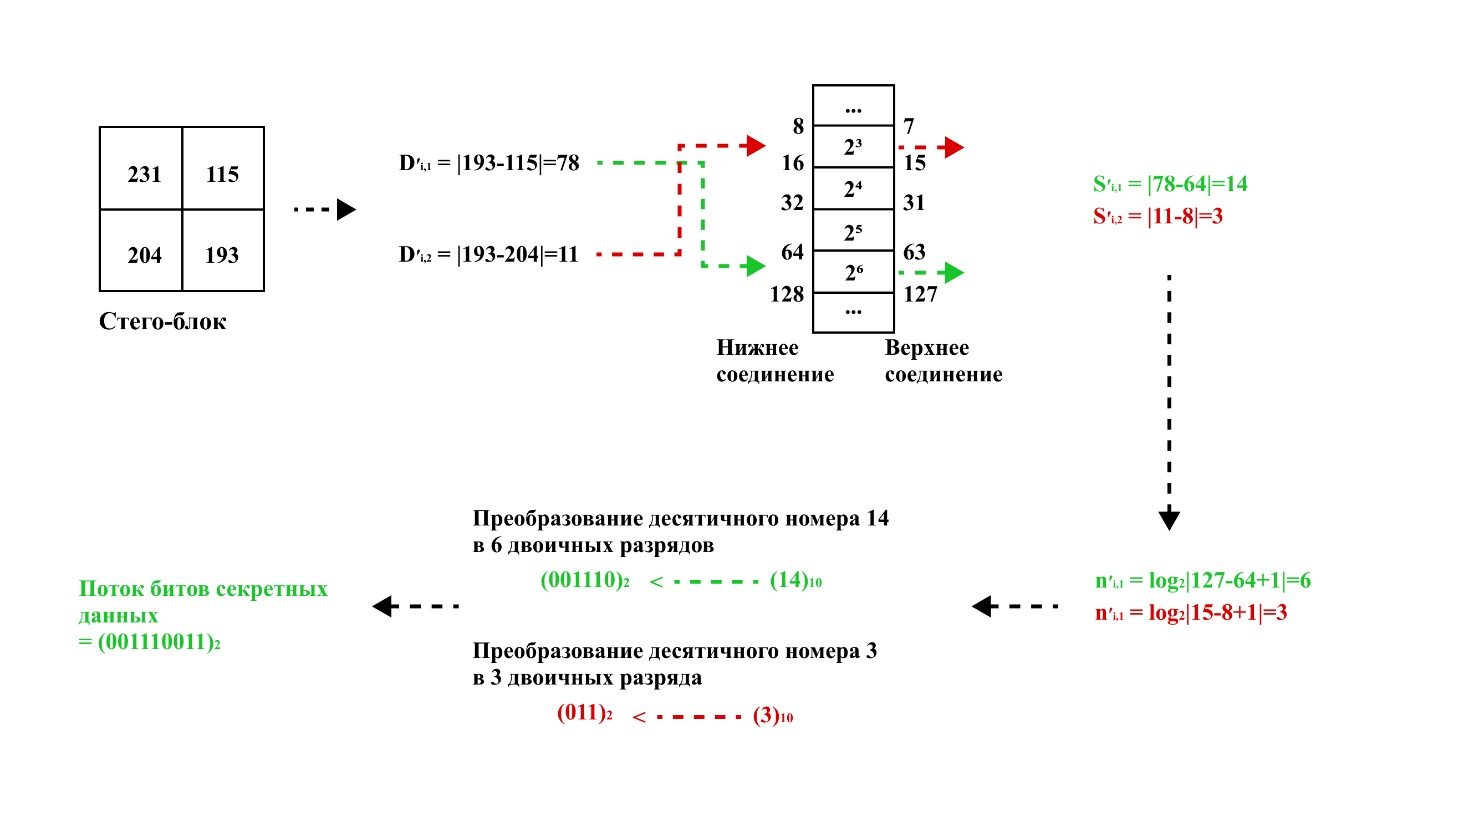 231 115
204 193
Стего-блок
D′i,1 = |193-115|=78
D′i,2 = |193-204|=11
...
8 7
2³
16 15
2⁴
32 31
2⁵
64 63
2⁶
128 127
...
Нижнее
соединение
Верхнее
соединение
S′i,1 = |78-64|=14
S′i,2 = |11-8|=3
n′i,1 = log₂|127-64+1|=6
n′i,1 = log₂|15-8+1|=3
Преобразование десятичного номера 14
в 6 двоичных разрядов
(001110)₂ < (14)₁₀
Преобразование десятичного номера 3
в 3 двоичных разряда
(011)₂ < (3)₁₀
Поток битов секретных
данных
= (001110011)₂